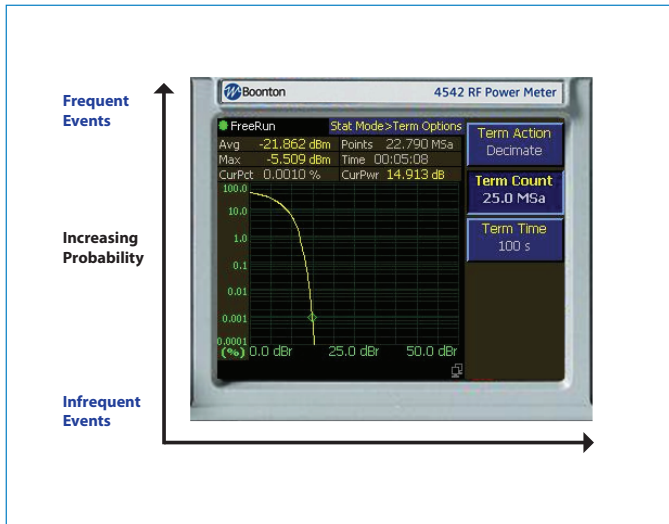 Boonton
4542 RF Power Meter
Frequent
Events
FreeRun
Stat Mode>Term Options
Avg -21.862 dBm Points 22.790 MSa
Max -5.509 dBm Time 00:05:08
CurPct 0.0010 % CurPwr 14.913 dB
Term Action
Decimate
Term Count
25.0 MSa
Term Time
100 s
100.0
10.0
1.0
0.1
0.01
0.001
0.0001
(%) 0.0 dBr 25.0 dBr 50.0 dBr
Increasing
Probability
Infrequent
Events